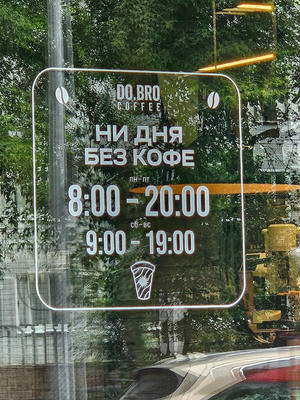 DO.BRO
COFFEE
НИ ДНЯ
БЕЗ КОФЕ
пн-пт
8:00 - 20:00
сб-вс
9:00 - 19:00